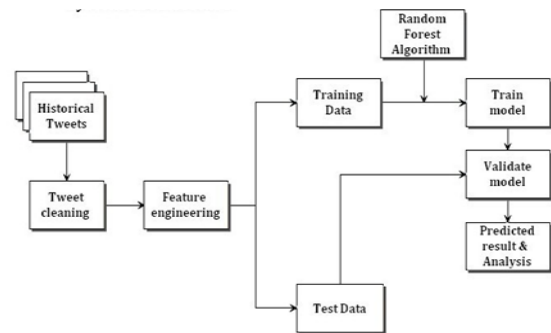 Random
Forest
Algorithm
Historical
Tweets
Training
Data
Train
model
Tweet
cleaning
Feature
engineering
Validate
model
Predicted
result &
Analysis
Test Data